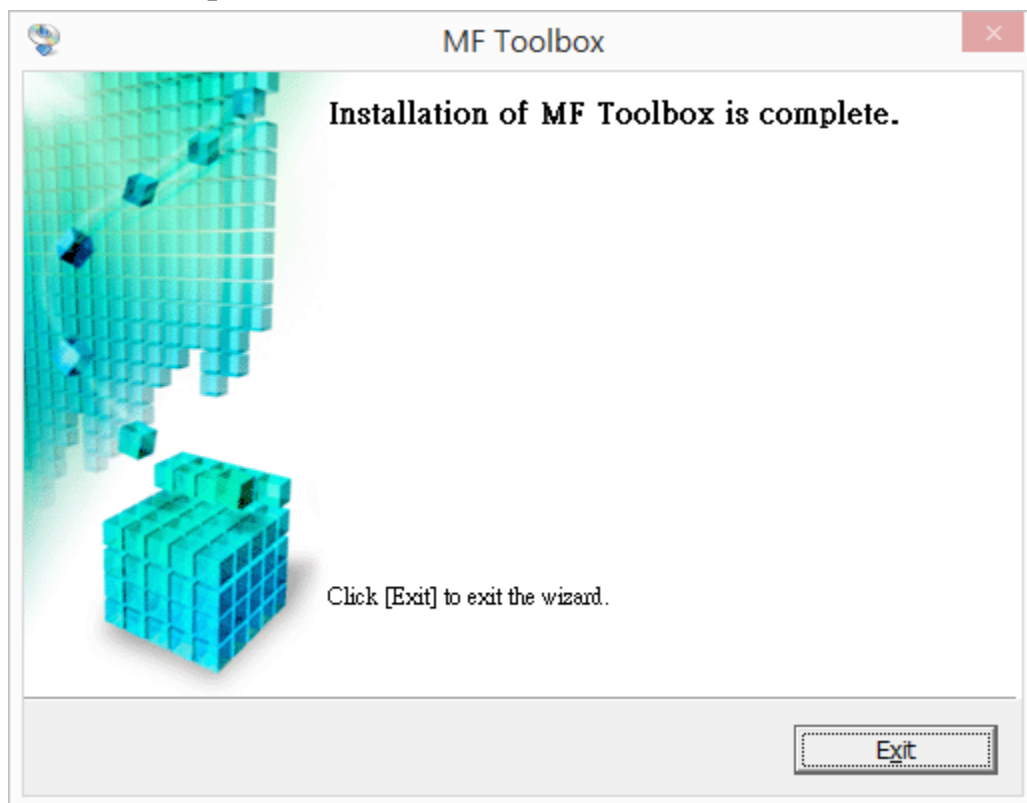 MF Toolbox
Installation of MF Toolbox is complete.
Click [Exit] to exit the wizard.
Exit